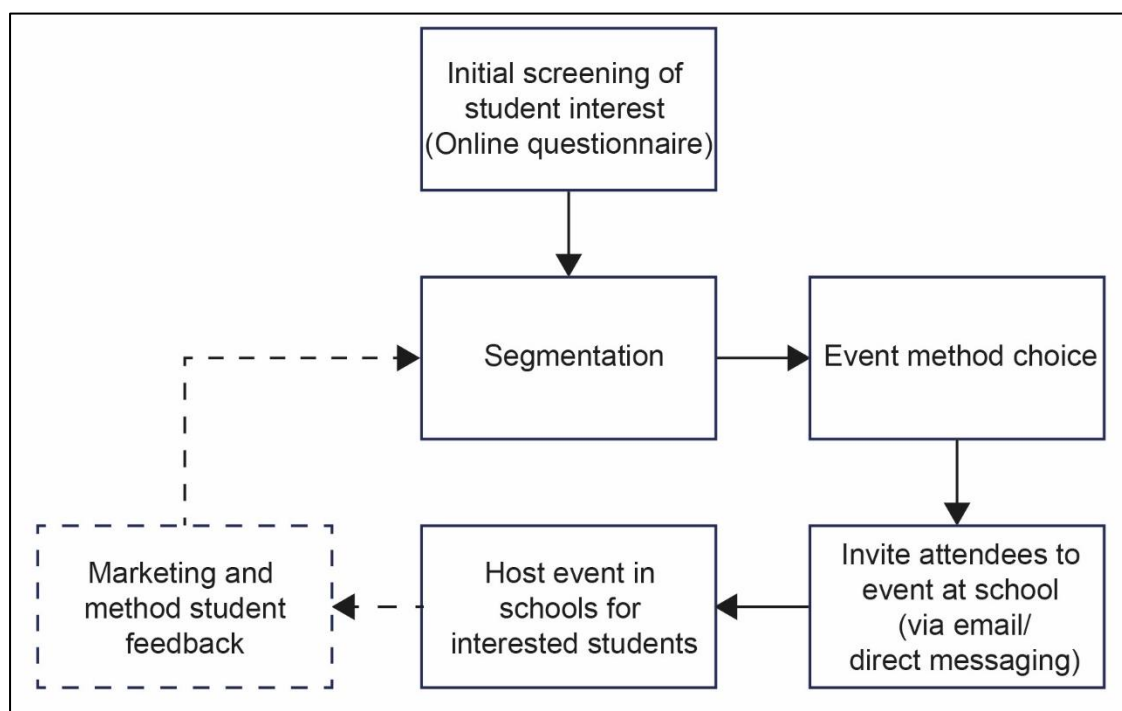 Initial screening of
student interest
(Online questionnaire)
Segmentation
Event method choice
Marketing and
method student
feedback
Host event in
schools for
interested students
Invite attendees to
event at school
(via email/
direct messaging)